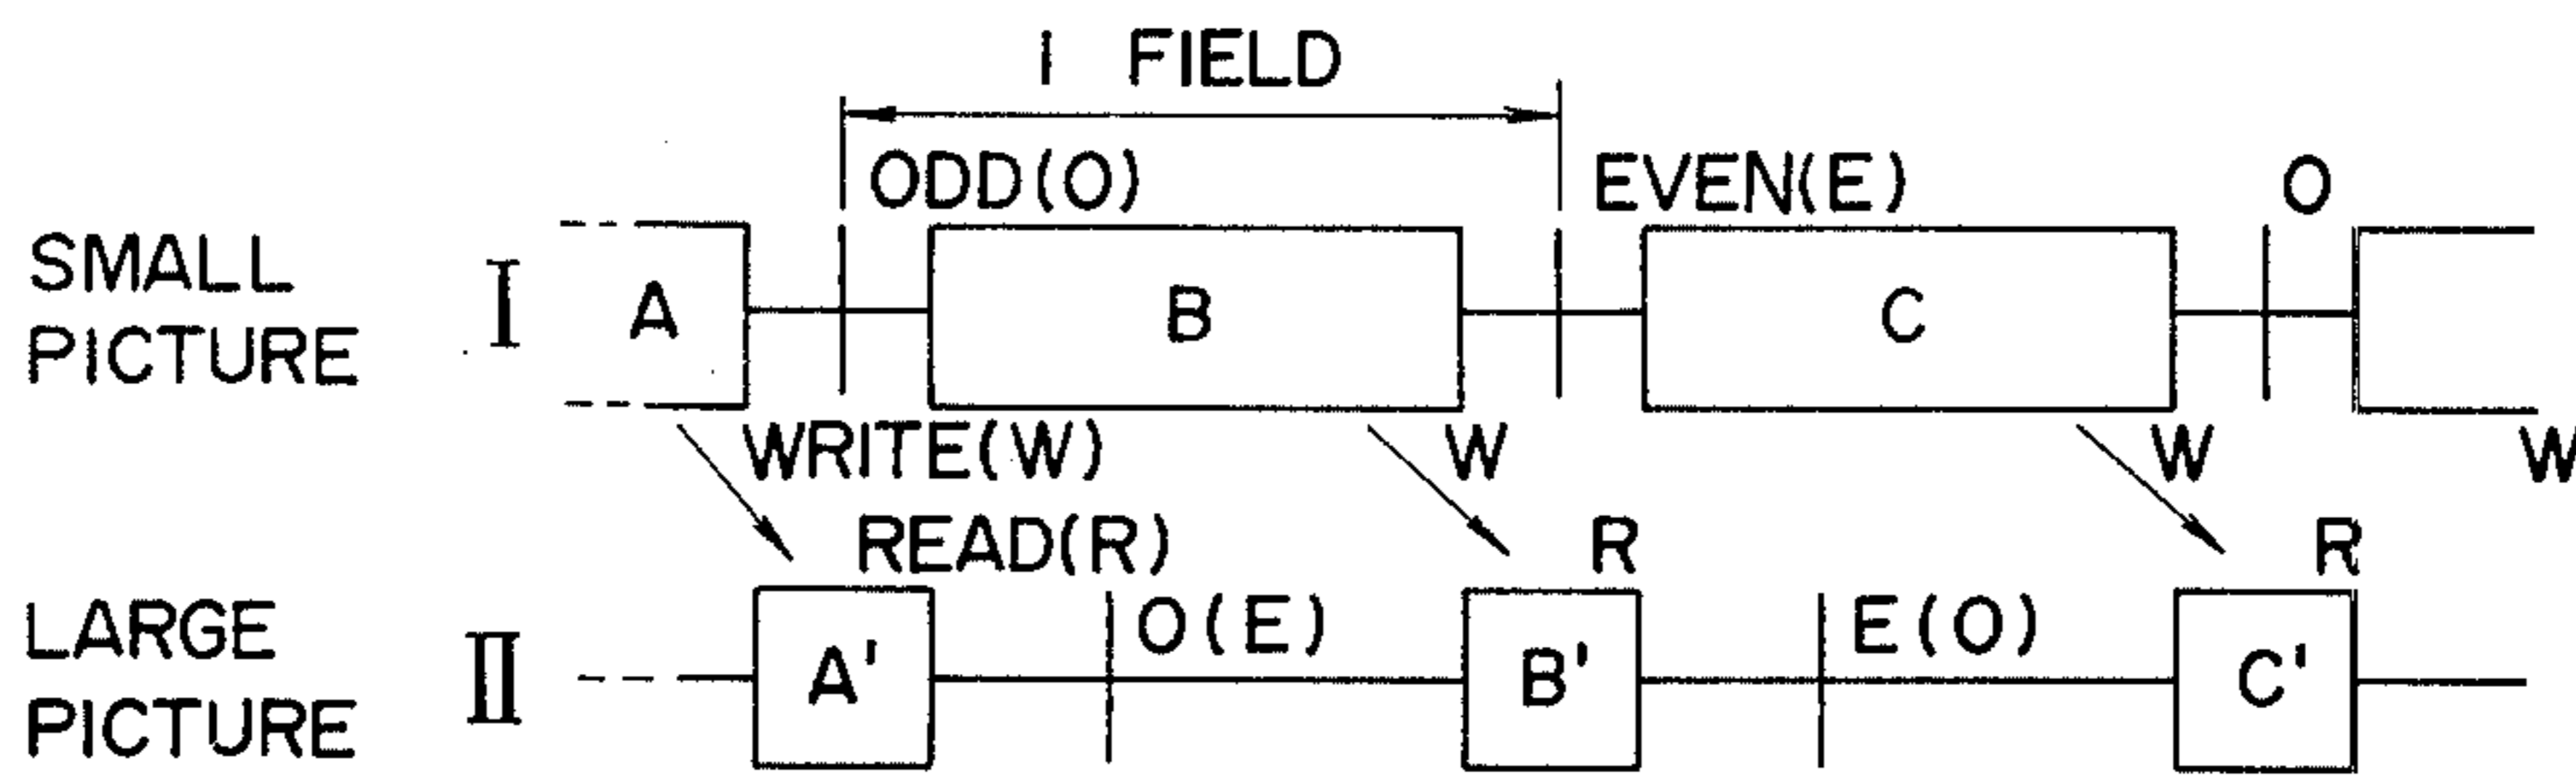 1 FIELD
ODD(O) EVEN(E) O
SMALL PICTURE I A B C
WRITE(W) W W W
READ(R) R R
O(E) E(O)
LARGE PICTURE II A' B' C'